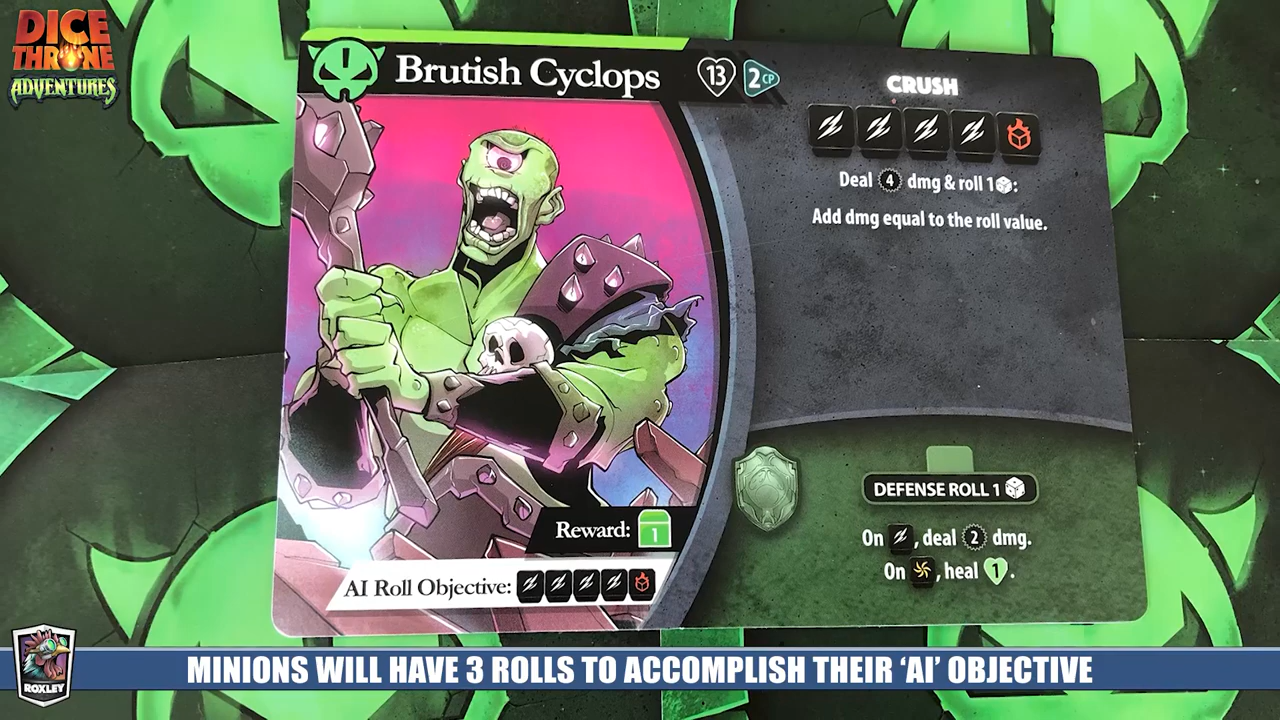 DICE
THRONE
ADVENTURES
Brutish Cyclops
13
2 CP
CRUSH
Deal 4 dmg & roll 1:
Add dmg equal to the roll value.
DEFENSE ROLL 1
On , deal 2 dmg.
On , heal 1.
Reward: 1
AI Roll Objective:
ROXLEY
MINIONS WILL HAVE 3 ROLLS TO ACCOMPLISH THEIR ‘AI’ OBJECTIVE